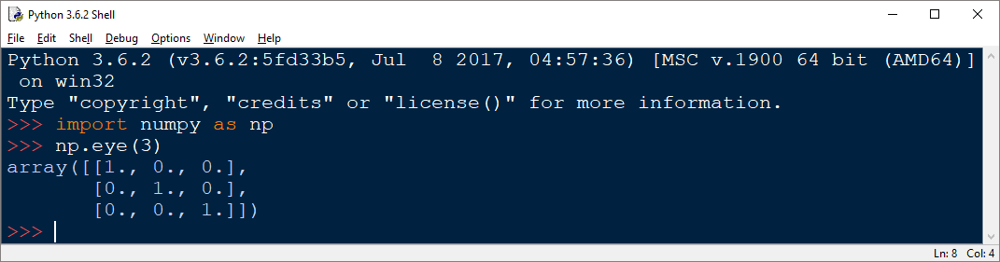 Python 3.6.2 Shell
File Edit Shell Debug Options Window Help
Python 3.6.2 (v3.6.2:5fd33b5, Jul  8 2017, 04:57:36) [MSC v.1900 64 bit (AMD64)]
 on win32
Type "copyright", "credits" or "license()" for more information.
>>> import numpy as np
>>> np.eye(3)
array([[1., 0., 0.],
       [0., 1., 0.],
       [0., 0., 1.]])
>>>
Ln: 8 Col: 4